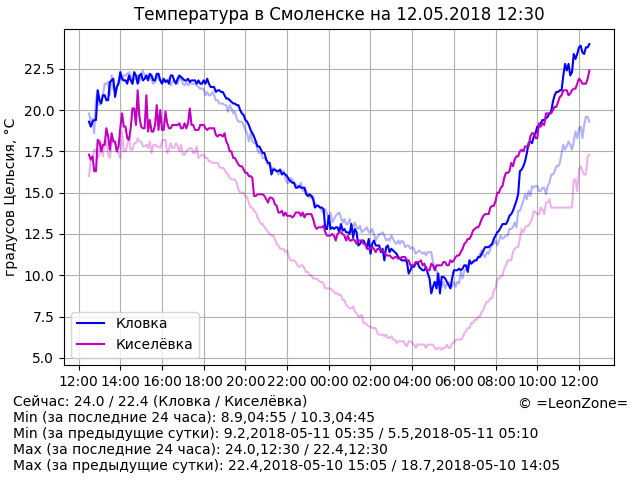 Температура в Смоленске на 12.05.2018 12:30
градусов Цельсия, °C
22.5
20.0
17.5
15.0
12.5
10.0
7.5
5.0
Кловка
Киселёвка
12:00 14:00 16:00 18:00 20:00 22:00 00:00 02:00 04:00 06:00 08:00 10:00 12:00
Сейчас: 24.0 / 22.4 (Кловка / Киселёвка)
© =LeonZone=
Min (за последние 24 часа): 8.9,04:55 / 10.3,04:45
Min (за предыдущие сутки): 9.2,2018-05-11 05:35 / 5.5,2018-05-11 05:10
Max (за последние 24 часа): 24.0,12:30 / 22.4,12:30
Max (за предыдущие сутки): 22.4,2018-05-10 15:05 / 18.7,2018-05-10 14:05